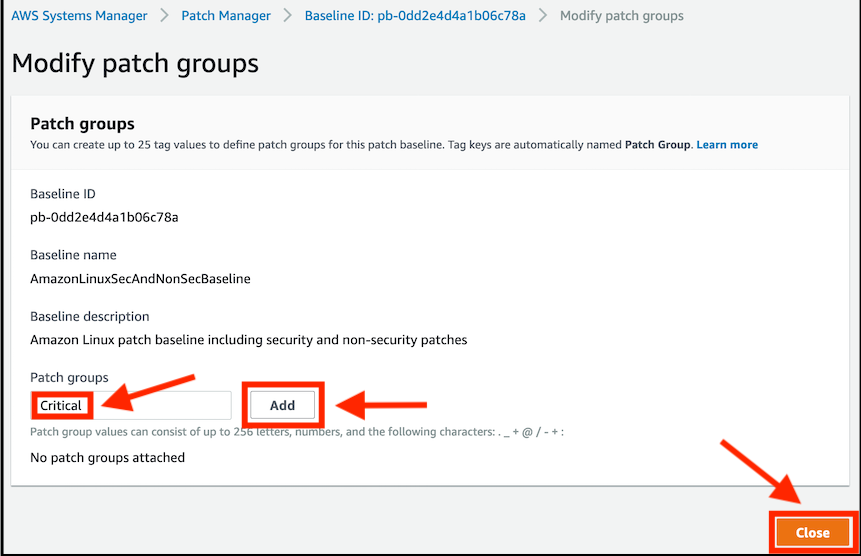 AWS Systems Manager > Patch Manager > Baseline ID: pb-0dd2e4d4a1b06c78a > Modify patch groups
Modify patch groups
Patch groups
You can create up to 25 tag values to define patch groups for this patch baseline. Tag keys are automatically named Patch Group. Learn more
Baseline ID
pb-0dd2e4d4a1b06c78a
Baseline name
AmazonLinuxSecAndNonSecBaseline
Baseline description
Amazon Linux patch baseline including security and non-security patches
Patch groups
Critical Add
Patch group values can consist of up to 256 letters, numbers, and the following characters: . _ + @ / - + :
No patch groups attached
Close